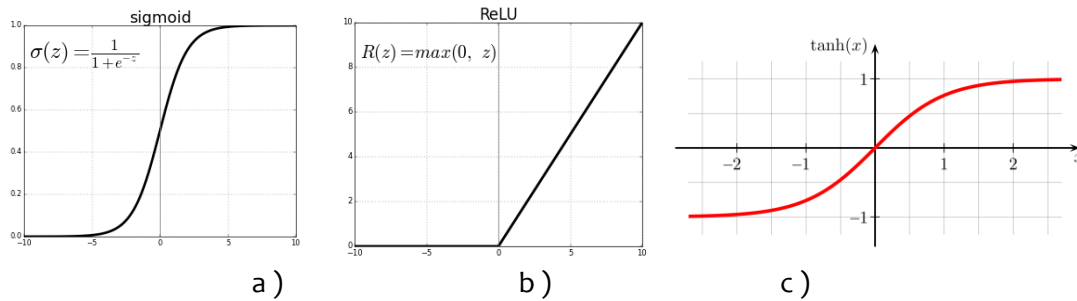 sigmoid
σ(z) = 1/(1+e^{-z})
1.0
0.8
0.6
0.4
0.2
0.0
−10 −5 0 5 10
a )
ReLU
R(z) = max(0, z)
10
8
6
4
2
0
−10 −5 0 5 10
b )
tanh(x)
1
−2 −1 1 2
−1
c )